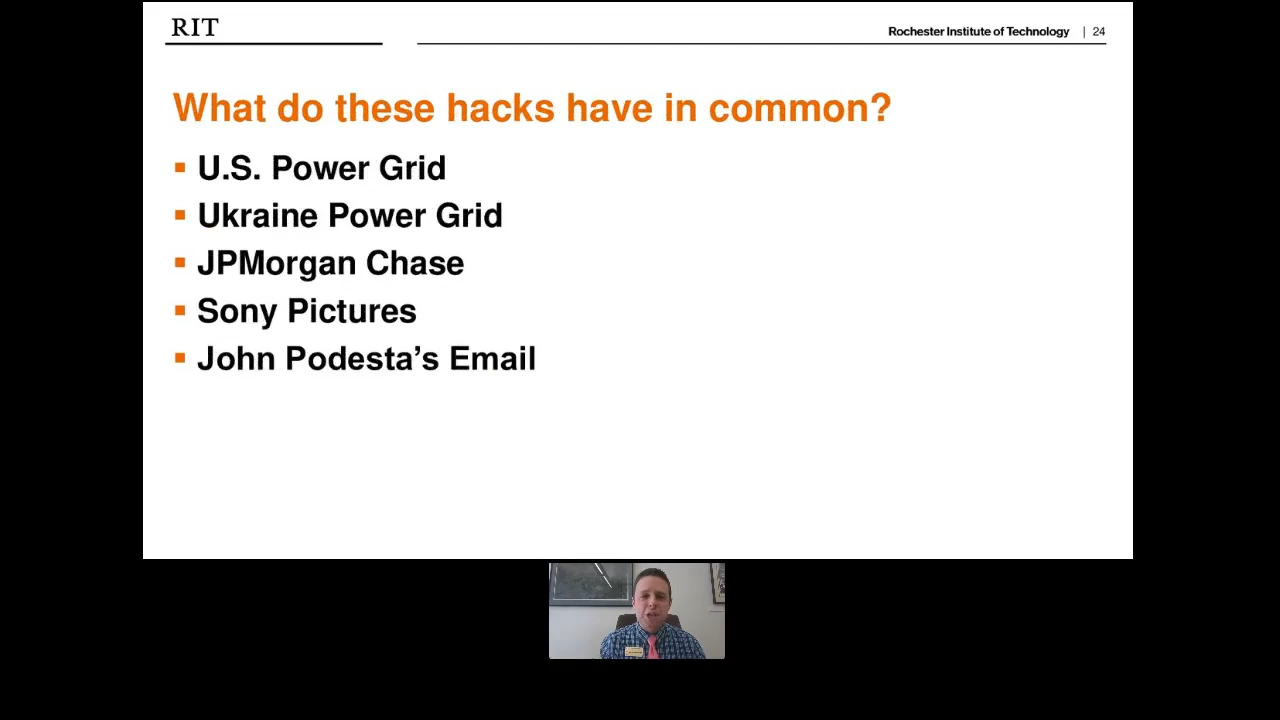 RIT
Rochester Institute of Technology | 24
What do these hacks have in common?
▪ U.S. Power Grid
▪ Ukraine Power Grid
▪ JPMorgan Chase
▪ Sony Pictures
▪ John Podesta’s Email